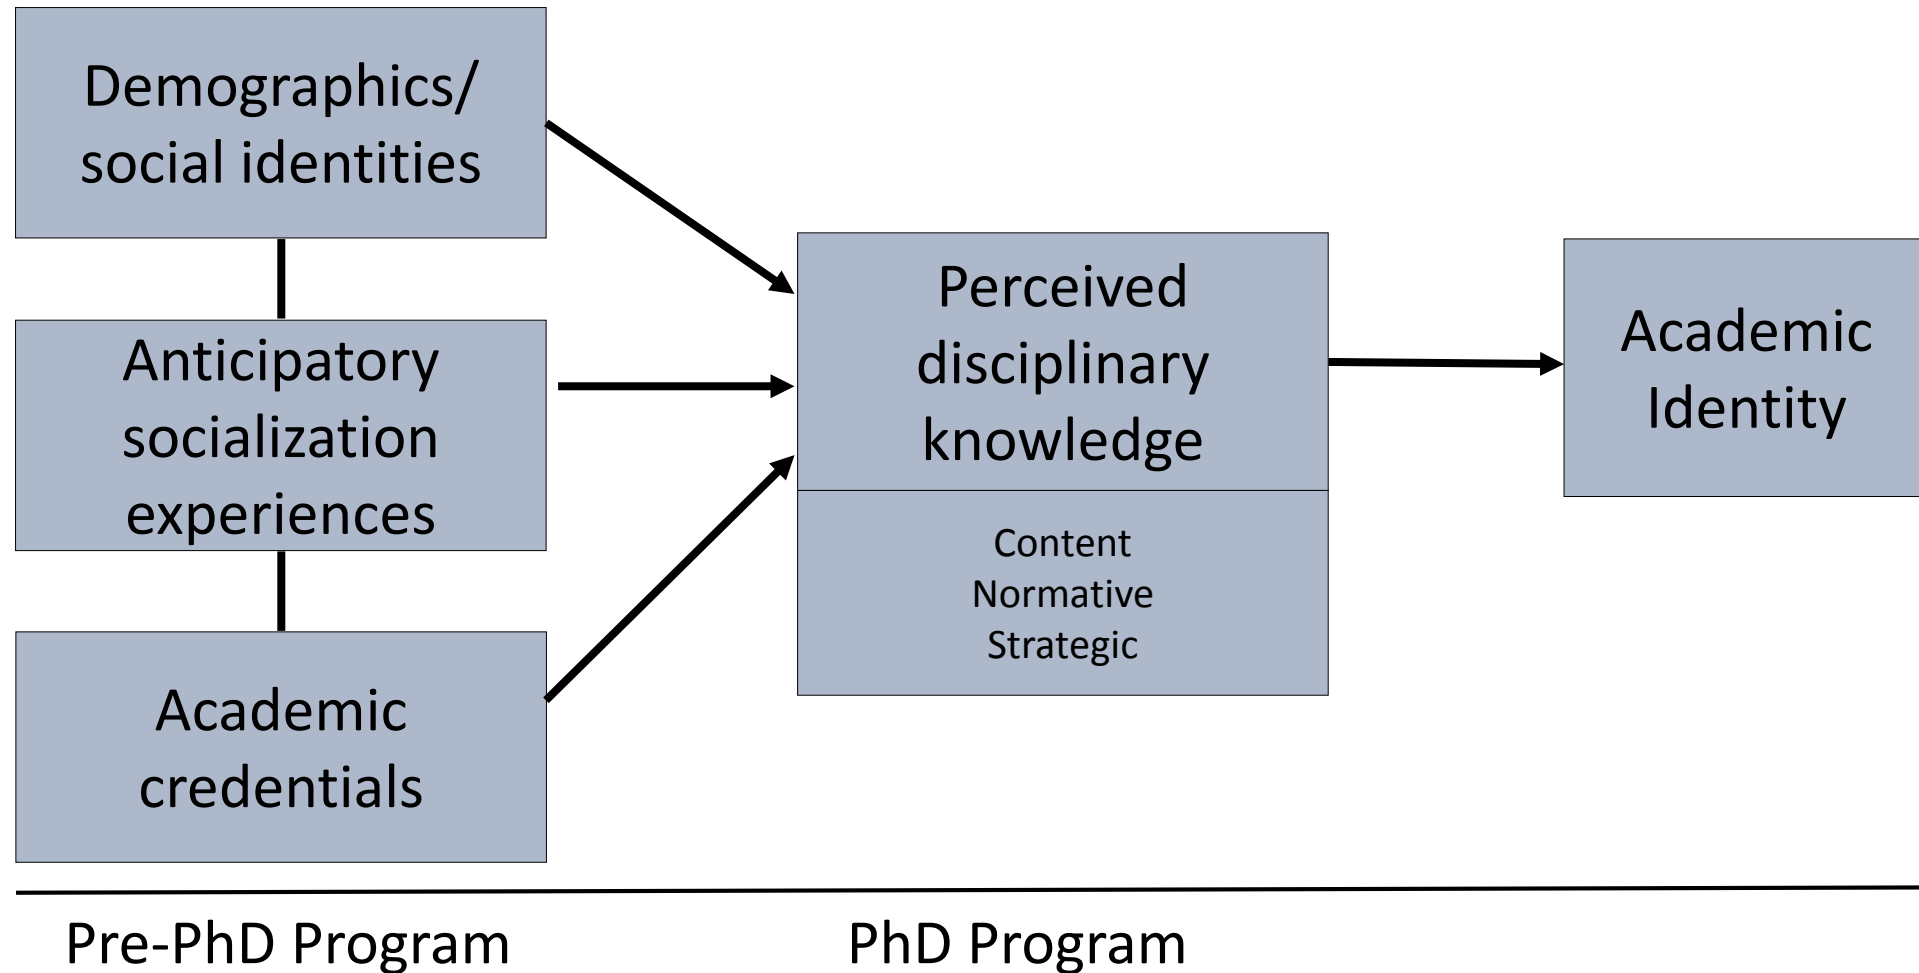 Demographics/
social identities
Anticipatory
socialization
experiences
Academic
credentials
Perceived
disciplinary
knowledge
Content
Normative
Strategic
Academic
Identity
Pre-PhD Program
PhD Program